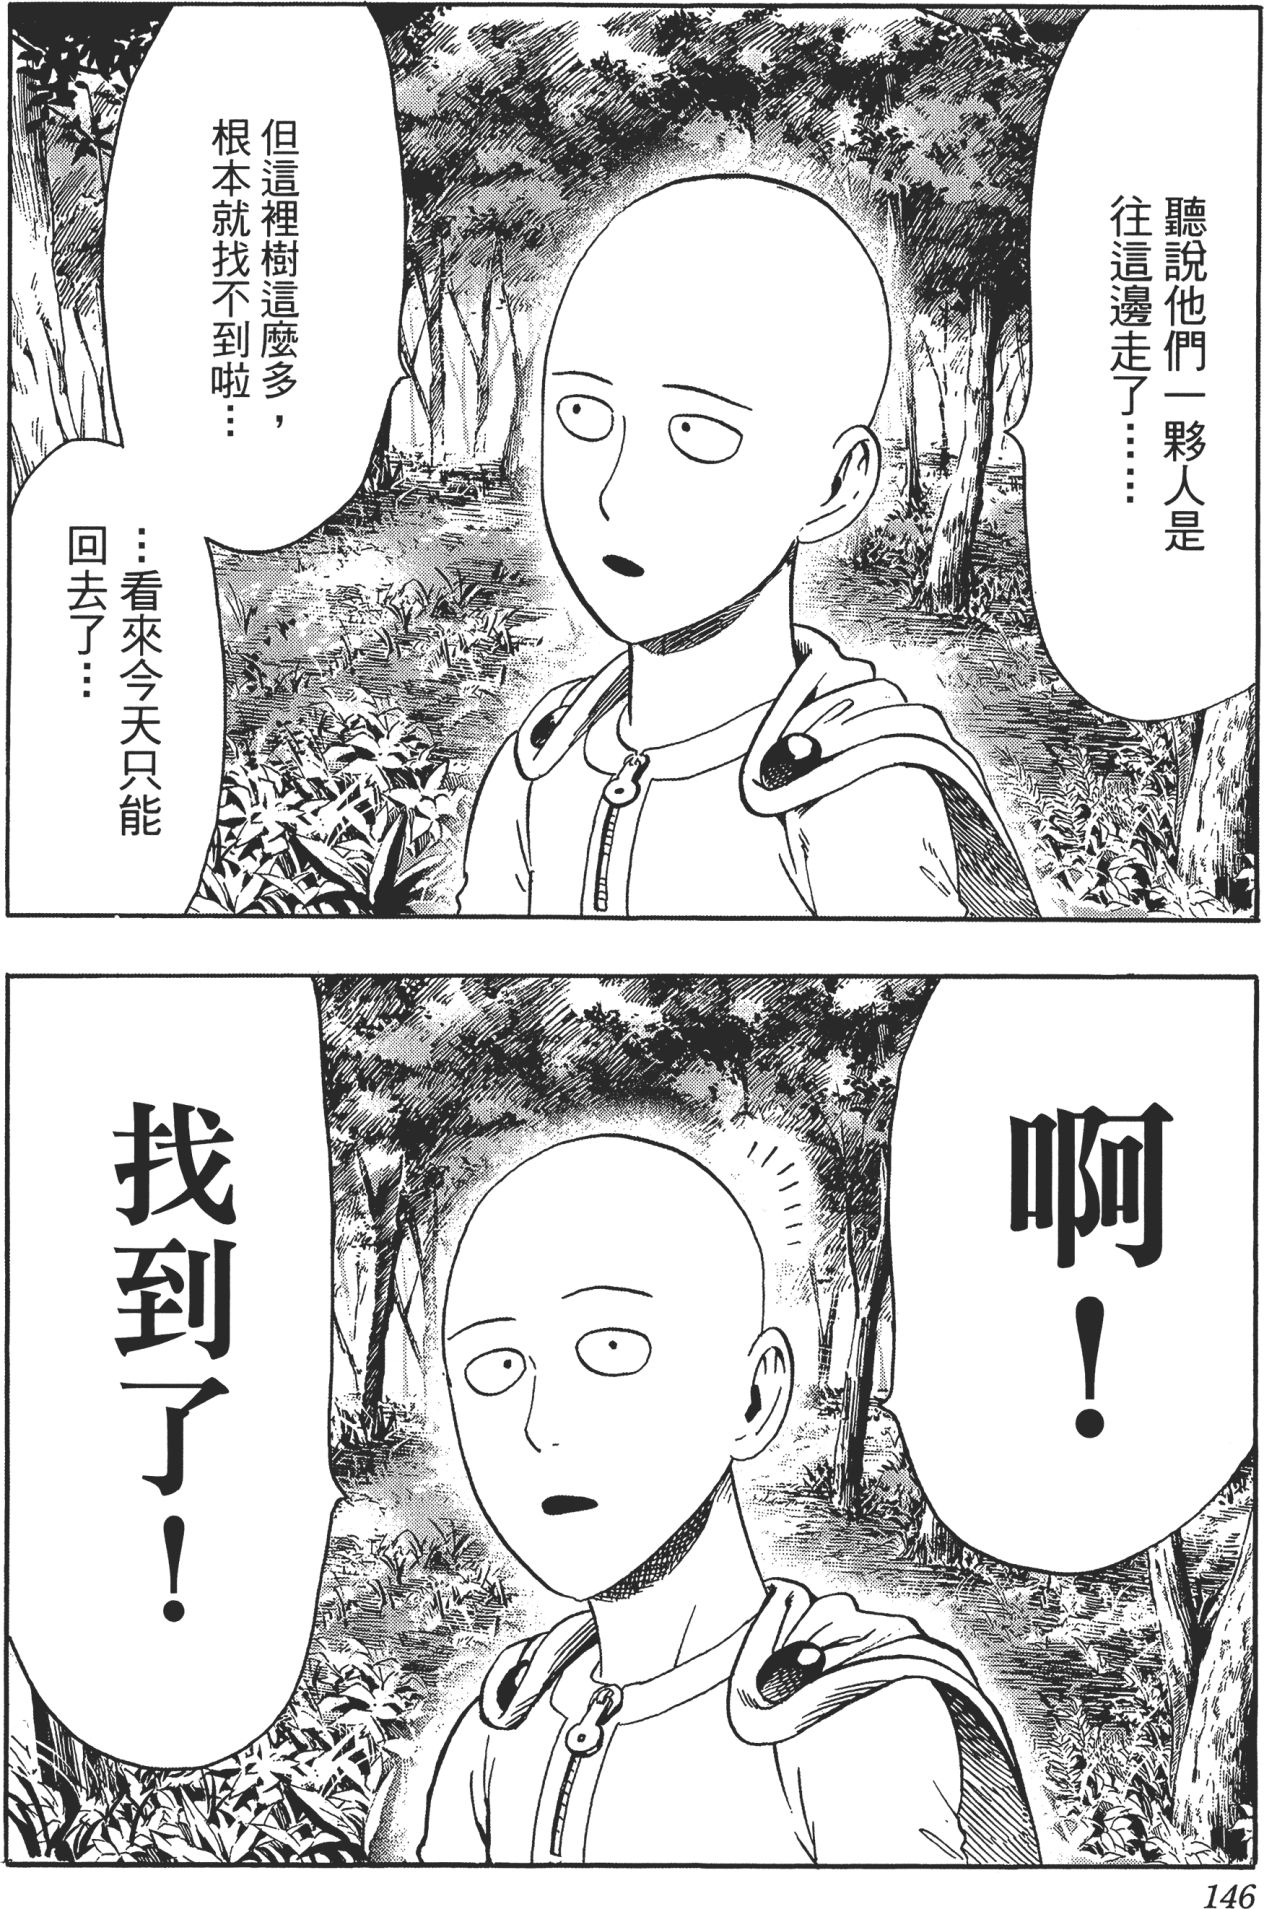 聽說他們一夥人是
往這邊走了……
但這裡樹這麼多，
根本就找不到啦…
…看來今天只能
回去了…
啊！
找到了！
146